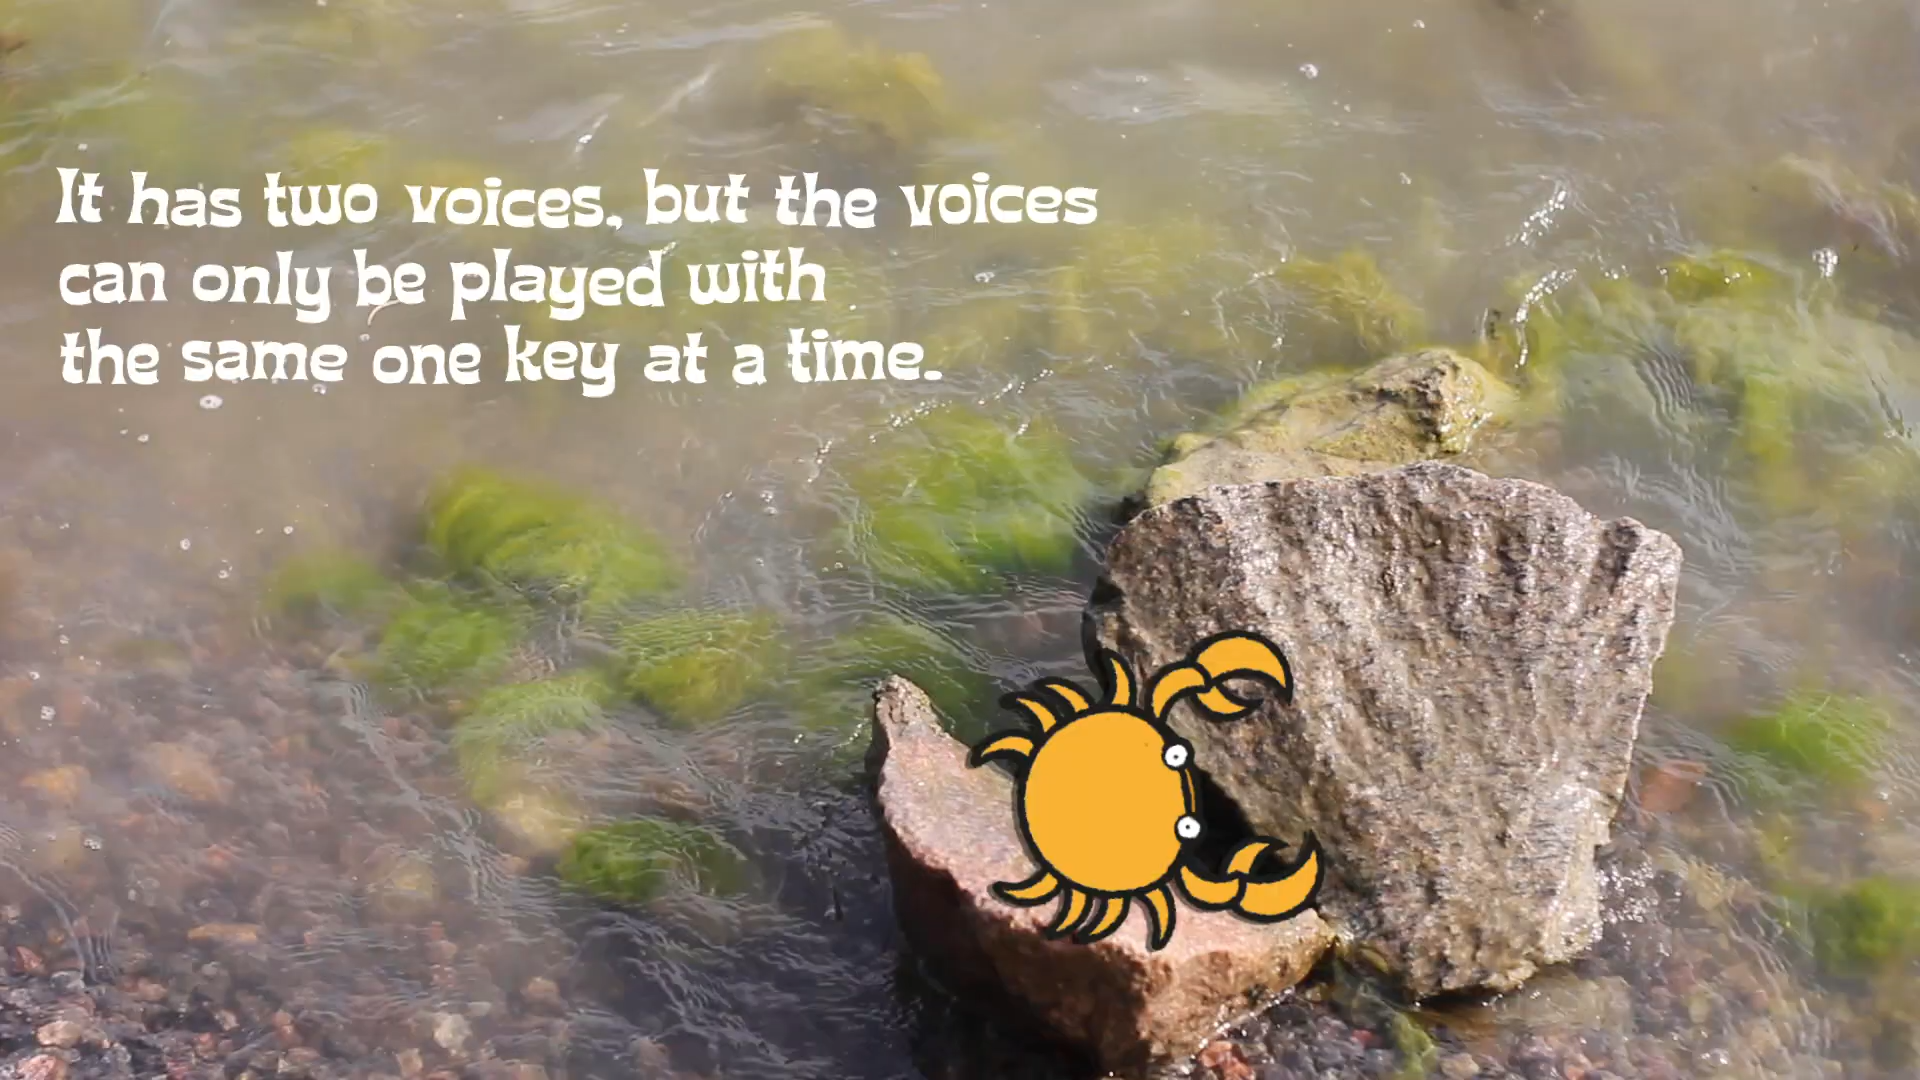 It has two voices, but the voices
can only be played with
the same one key at a time.